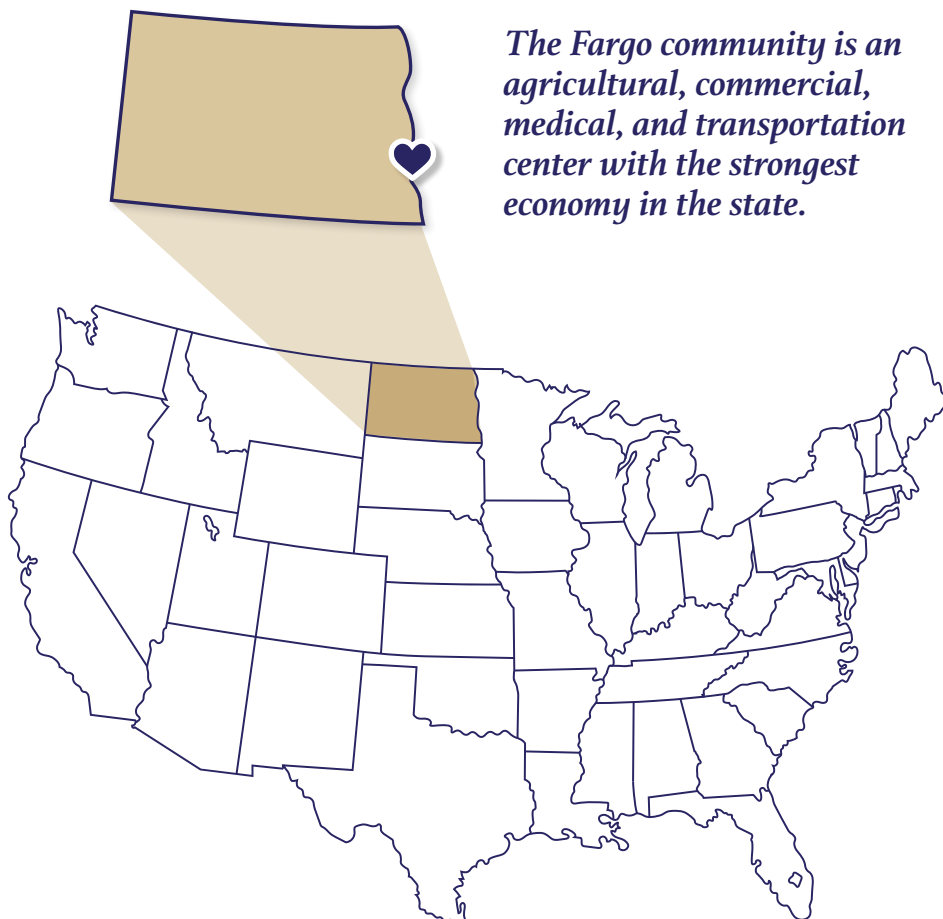 The Fargo community is an
agricultural, commercial,
medical, and transportation
center with the strongest
economy in the state.